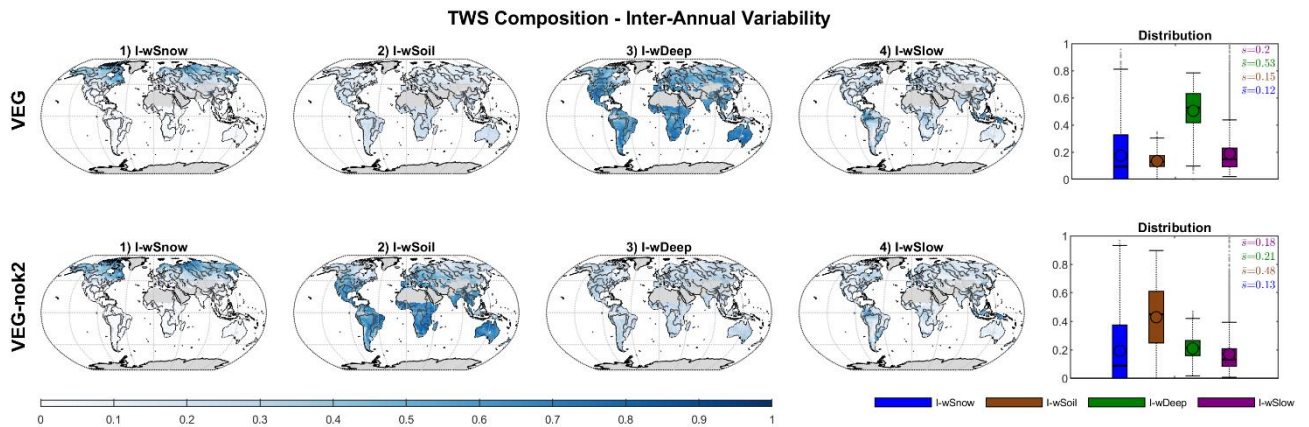 TWS Composition - Inter-Annual Variability
VEG
1) I-wSnow
2) I-wSoil
3) I-wDeep
4) I-wSlow
Distribution
1
0.8
0.6
0.4
0.2
0
s̄=0.2
s̄=0.53
s̄=0.15
s̄=0.12
VEG-nok2
1) I-wSnow
2) I-wSoil
3) I-wDeep
4) I-wSlow
Distribution
1
0.8
0.6
0.4
0.2
0
s̄=0.18
s̄=0.21
s̄=0.48
s̄=0.13
0 0.1 0.2 0.3 0.4 0.5 0.6 0.7 0.8 0.9 1
I-wSnow I-wSoil I-wDeep I-wSlow